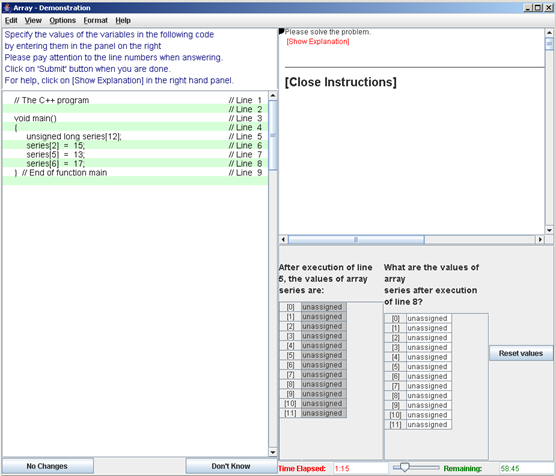 Array - Demonstration
Edit View Options Format Help
Specify the values of the variables in the following code
by entering them in the panel on the right
Please pay attention to the line numbers when answering.
Click on 'Submit' button when you are done.
For help, click on [Show Explanation] in the right hand panel.
// The C++ program // Line 1
// Line 2
void main() // Line 3
{ // Line 4
unsigned long series[12]; // Line 5
series[2] = 15; // Line 6
series[5] = 13; // Line 7
series[6] = 17; // Line 8
} // End of function main // Line 9
No Changes
Don't Know
Please solve the problem.
[Show Explanation]
[Close Instructions]
After execution of line
5, the values of array
series are:
[0] unassigned
[1] unassigned
[2] unassigned
[3] unassigned
[4] unassigned
[5] unassigned
[6] unassigned
[7] unassigned
[8] unassigned
[9] unassigned
[10] unassigned
[11] unassigned
What are the values of
array
series after execution
of line 8?
[0] unassigned
[1] unassigned
[2] unassigned
[3] unassigned
[4] unassigned
[5] unassigned
[6] unassigned
[7] unassigned
[8] unassigned
[9] unassigned
[10] unassigned
[11] unassigned
Reset values
Time Elapsed: 1:15
Remaining: 58:45